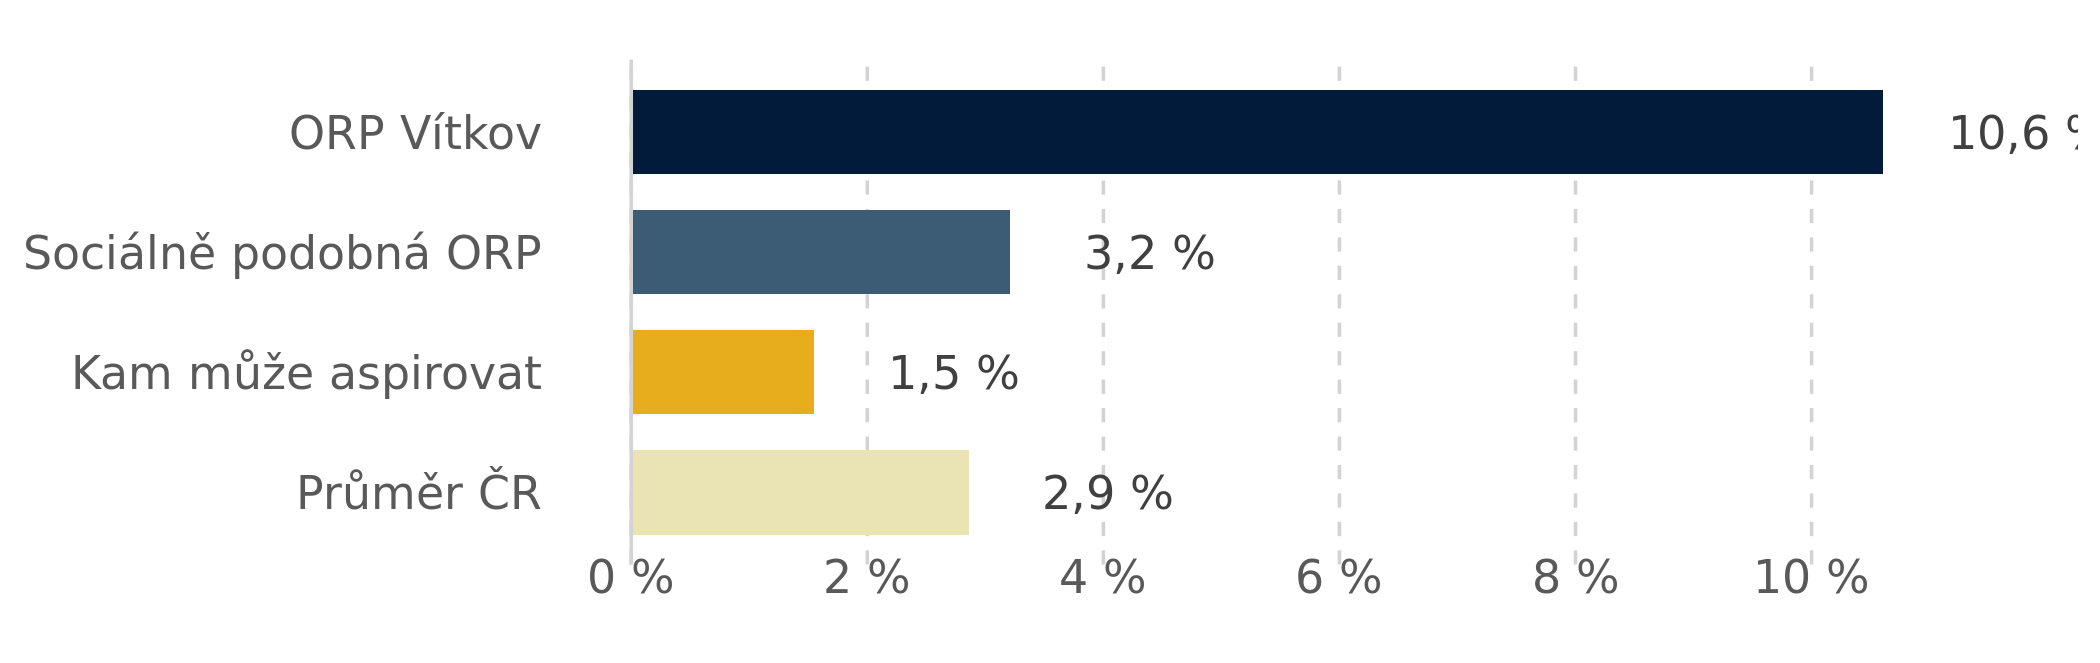 ORP Vítkov 10,6 %
Sociálně podobná ORP 3,2 %
Kam může aspirovat 1,5 %
Průměr ČR 2,9 %
0 % 2 % 4 % 6 % 8 % 10 %